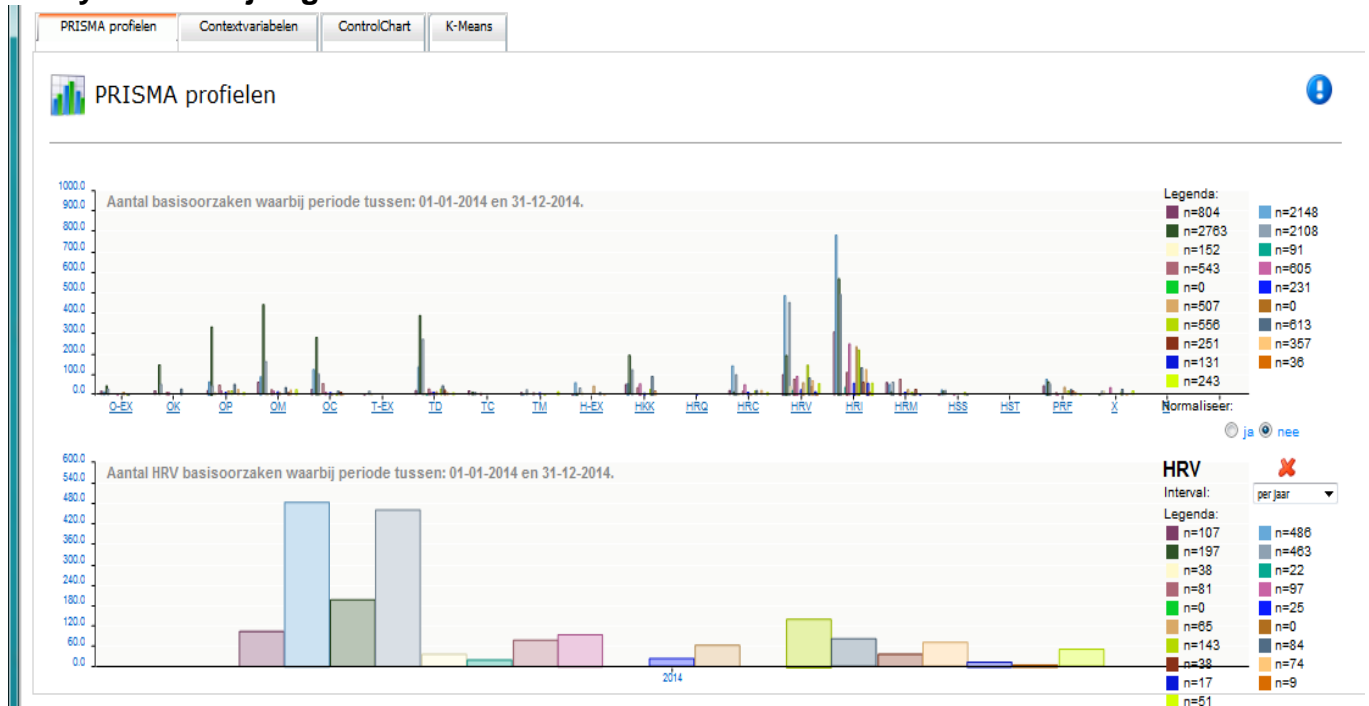 PRISMA profielen Contextvariabelen ControlChart K-Means
PRISMA profielen
Aantal basisoorzaken waarbij periode tussen: 01-01-2014 en 31-12-2014.
1000.0
900.0
800.0
700.0
600.0
500.0
400.0
300.0
200.0
100.0
0.0
O-EX OK OP OM OC T-EX TD TC TM H-EX HKK HRQ HRC HRV HRI HRM HSS HST PRF X
Legenda:
n=804 n=2148
n=2763 n=2108
n=152 n=91
n=543 n=605
n=0 n=231
n=507 n=0
n=556 n=613
n=251 n=357
n=131 n=36
n=243
Normaliseer:
ja nee
Aantal HRV basisoorzaken waarbij periode tussen: 01-01-2014 en 31-12-2014.
600.0
540.0
480.0
420.0
360.0
300.0
240.0
180.0
120.0
60.0
0.0
2014
HRV
Interval: per jaar
Legenda:
n=107 n=486
n=197 n=463
n=38 n=22
n=81 n=97
n=0 n=25
n=65 n=0
n=143 n=84
n=38 n=74
n=17 n=9
n=51